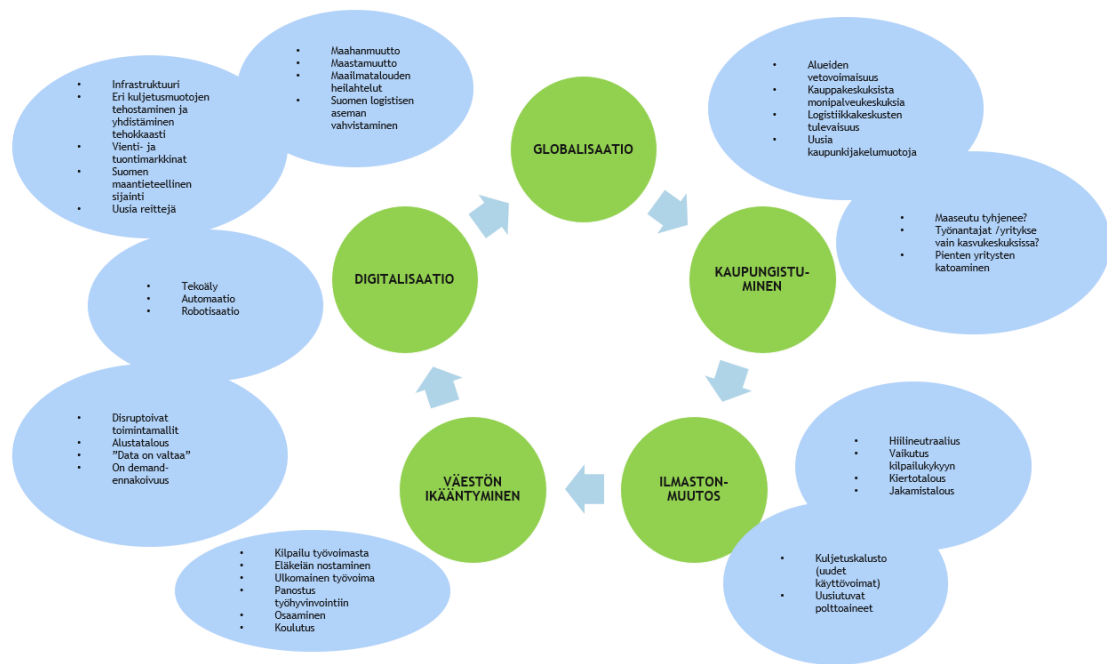 • Infrastruktuuri
• Eri kuljetusmuotojen
tehostaminen ja
yhdistäminen
tehokkaasti
• Vienti- ja
tuontimarkkinat
• Suomen
maantieteellinen
sijainti
• Uusia reittejä
• Maahanmuutto
• Maastamuutto
• Maailmatalouden
heilahtelut
• Suomen logistisen
aseman
vahvistaminen
GLOBALISAATIO
• Alueiden
vetovoimaisuus
• Kauppakeskuksista
monipalveukeskuksia
• Logistiikkakeskusten
tulevaisuus
• Uusia
kaupunkijakelumuotoja
• Maaseutu tyhjenee?
• Työnantajat /yritykse
vain kasvukeskuksissa?
• Pienten yritysten
katoaminen
DIGITALISAATIO
KAUPUNGISTU-
MINEN
• Tekoäly
• Automaatio
• Robotisaatio
• Disruptoivat
toimintamallit
• Alustatalous
• ”Data on valtaa”
• On demand-
ennakoivuus
VÄESTÖN
IKÄÄNTYMINEN
ILMASTON-
MUUTOS
• Hiilineutraalius
• Vaikutus
kilpailukykyyn
• Kiertotalous
• Jakamistalous
• Kilpailu työvoimasta
• Eläkeiän nostaminen
• Ulkomainen työvoima
• Panostus
työhyvinvointiin
• Osaaminen
• Koulutus
• Kuljetuskalusto
(uudet
käyttövoimat)
• Uusiutuvat
polttoaineet